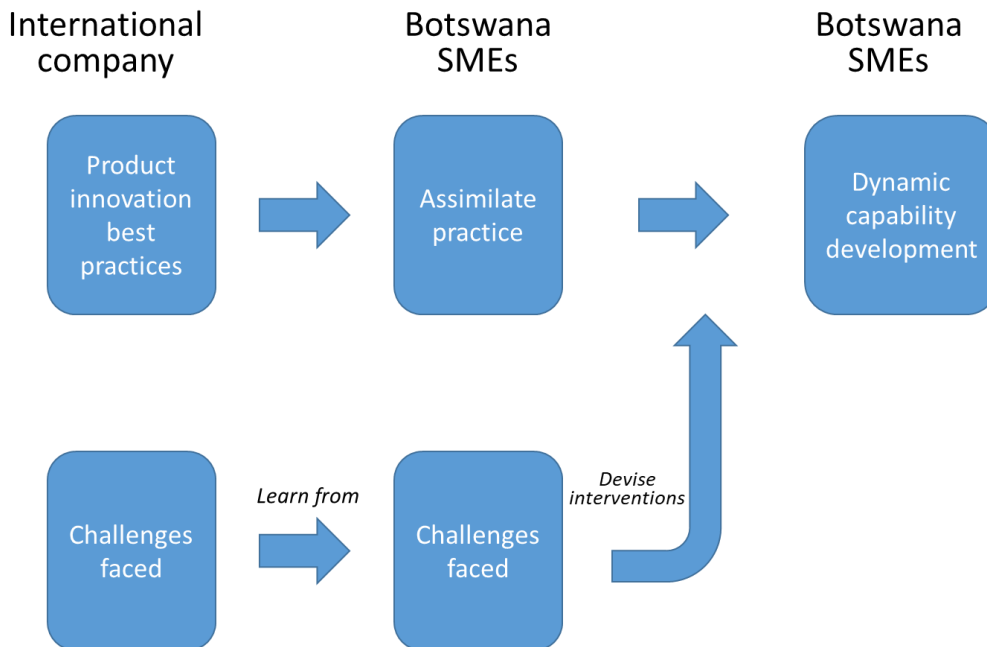 International
company
Botswana
SMEs
Botswana
SMEs
Product
innovation
best
practices
Assimilate
practice
Dynamic
capability
development
Challenges
faced
Learn from
Challenges
faced
Devise
interventions